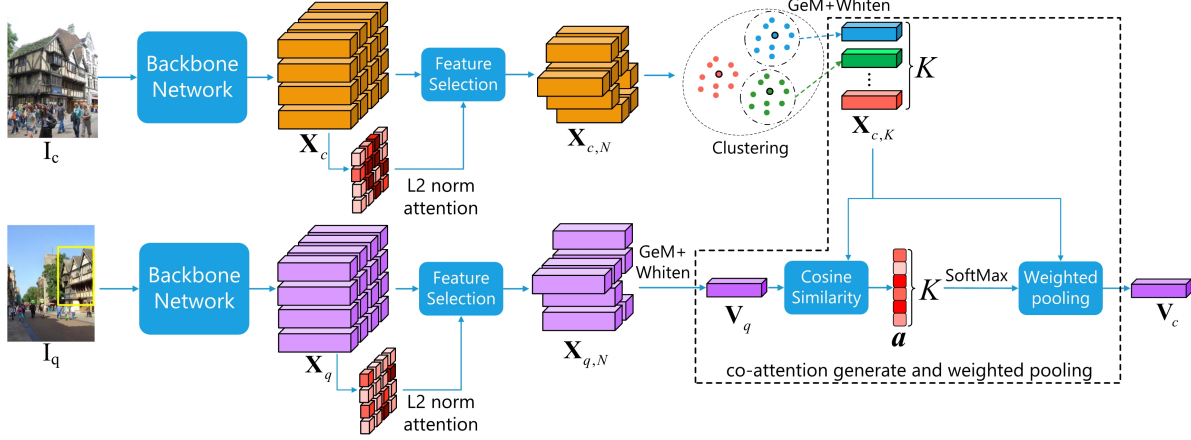 GeM+Whiten
Backbone
Network
Feature
Selection
K
I_c
X_c
X_{c,N}
Clustering
X_{c,K}
L2 norm
attention
Backbone
Network
Feature
Selection
GeM+
Whiten
Cosine
Similarity
K
SoftMax
Weighted
pooling
V_q
V_c
a
I_q
X_q
X_{q,N}
co-attention generate and weighted pooling
L2 norm
attention